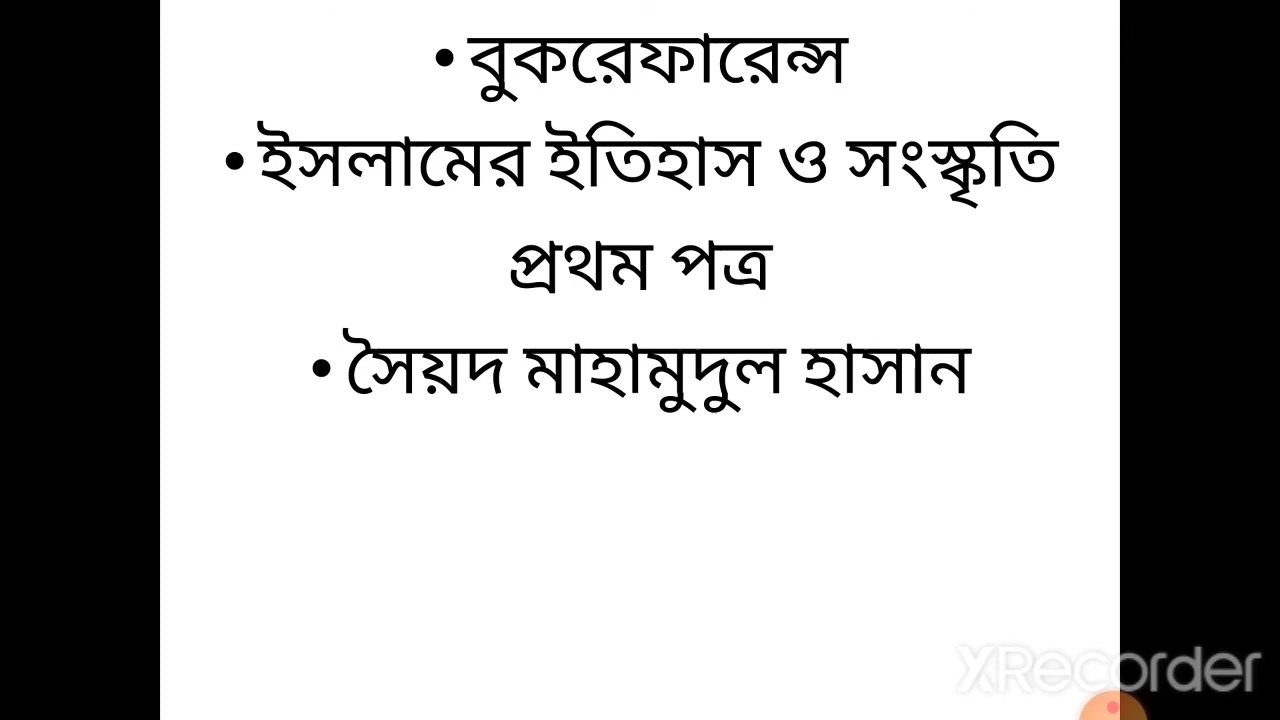 • বুকরেফারেন্স
• ইসলামের ইতিহাস ও সংস্কৃতি
প্রথম পত্র
• সৈয়দ মাহামুদুল হাসান
XRecorder